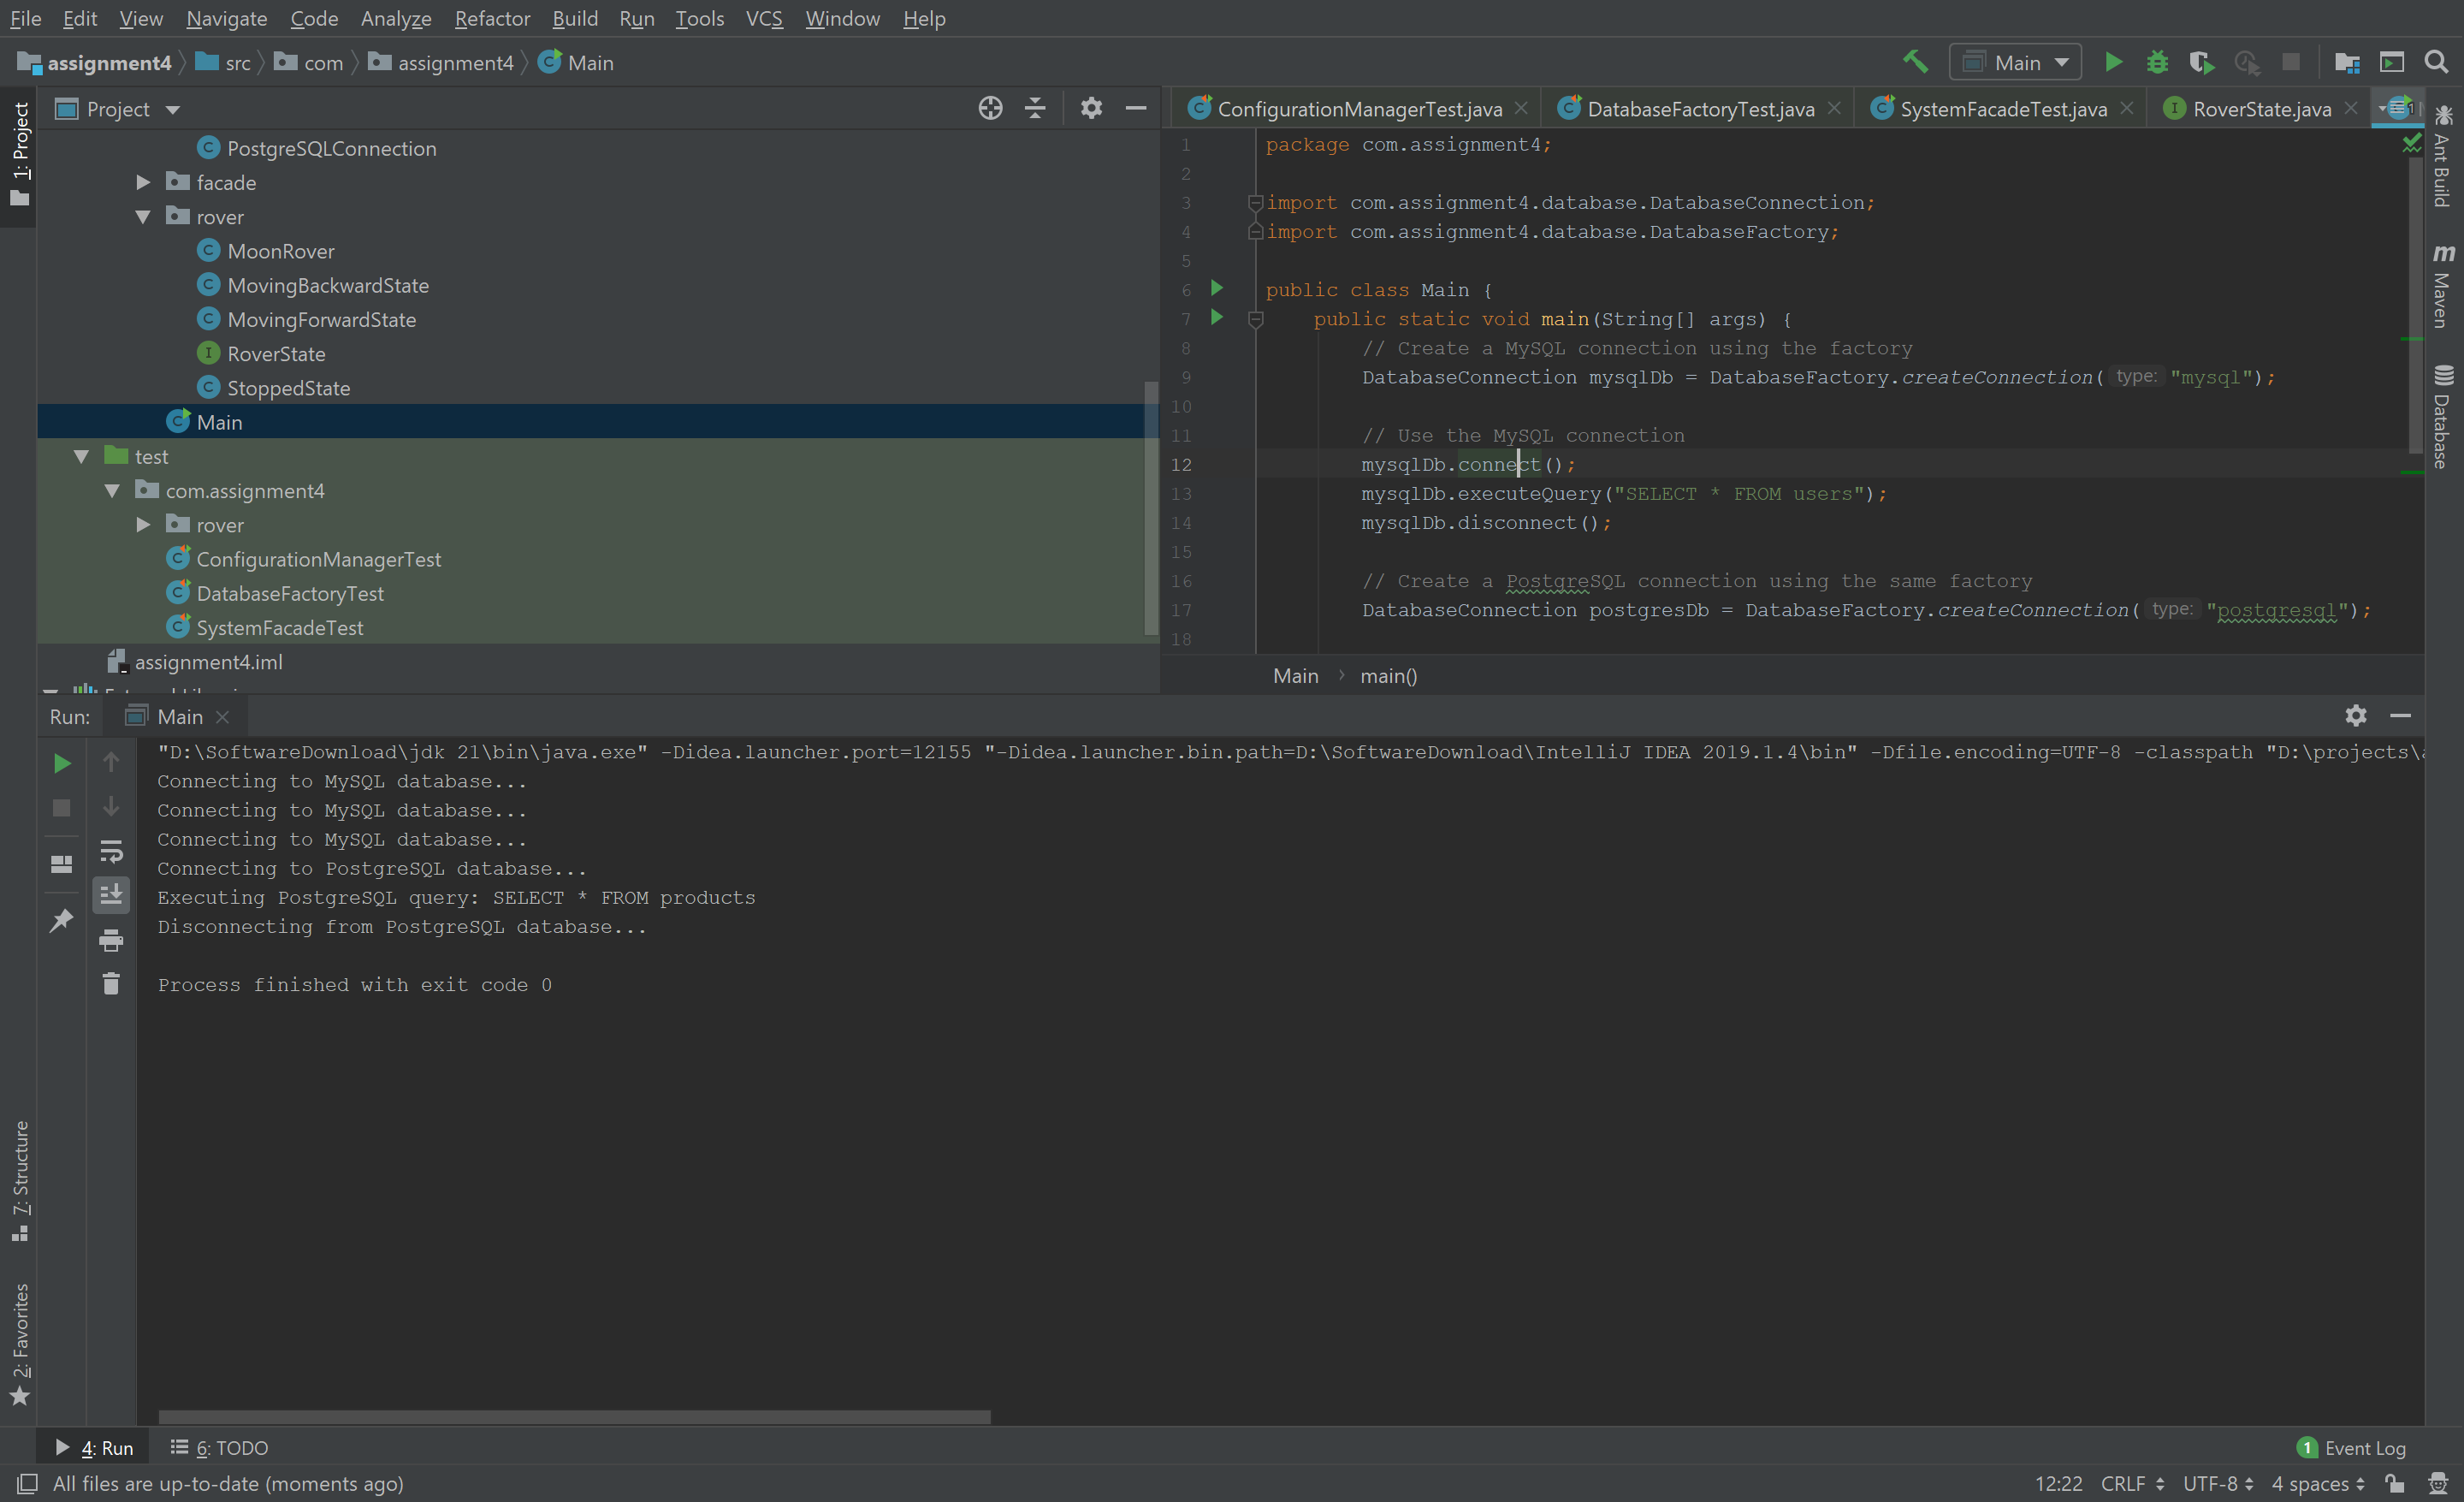 File Edit View Navigate Code Analyze Refactor Build Run Tools VCS Window Help
assignment4 src com assignment4 Main
Main
Project
ConfigurationManagerTest.java DatabaseFactoryTest.java SystemFacadeTest.java RoverState.java
1: Project
PostgreSQLConnection
facade
rover
MoonRover
MovingBackwardState
MovingForwardState
RoverState
StoppedState
Main
test
com.assignment4
rover
ConfigurationManagerTest
DatabaseFactoryTest
SystemFacadeTest
assignment4.iml
1 package com.assignment4;
2
3 import com.assignment4.database.DatabaseConnection;
4 import com.assignment4.database.DatabaseFactory;
5
6 public class Main {
7 public static void main(String[] args) {
8 // Create a MySQL connection using the factory
9 DatabaseConnection mysqlDb = DatabaseFactory.createConnection( type: "mysql");
10
11 // Use the MySQL connection
12 mysqlDb.connect();
13 mysqlDb.executeQuery("SELECT * FROM users");
14 mysqlDb.disconnect();
15
16 // Create a PostgreSQL connection using the same factory
17 DatabaseConnection postgresDb = DatabaseFactory.createConnection( type: "postgresql");
18
Main main()
Ant Build
Maven
Database
Run: Main
"D:\SoftwareDownload\jdk 21\bin\java.exe" -Didea.launcher.port=12155 "-Didea.launcher.bin.path=D:\SoftwareDownload\IntelliJ IDEA 2019.1.4\bin" -Dfile.encoding=UTF-8 -classpath "D:\projects\
Connecting to MySQL database...
Connecting to MySQL database...
Connecting to MySQL database...
Connecting to PostgreSQL database...
Executing PostgreSQL query: SELECT * FROM products
Disconnecting from PostgreSQL database...
Process finished with exit code 0
7: Structure
2: Favorites
4: Run 6: TODO
1 Event Log
All files are up-to-date (moments ago)
12:22 CRLF UTF-8 4 spaces